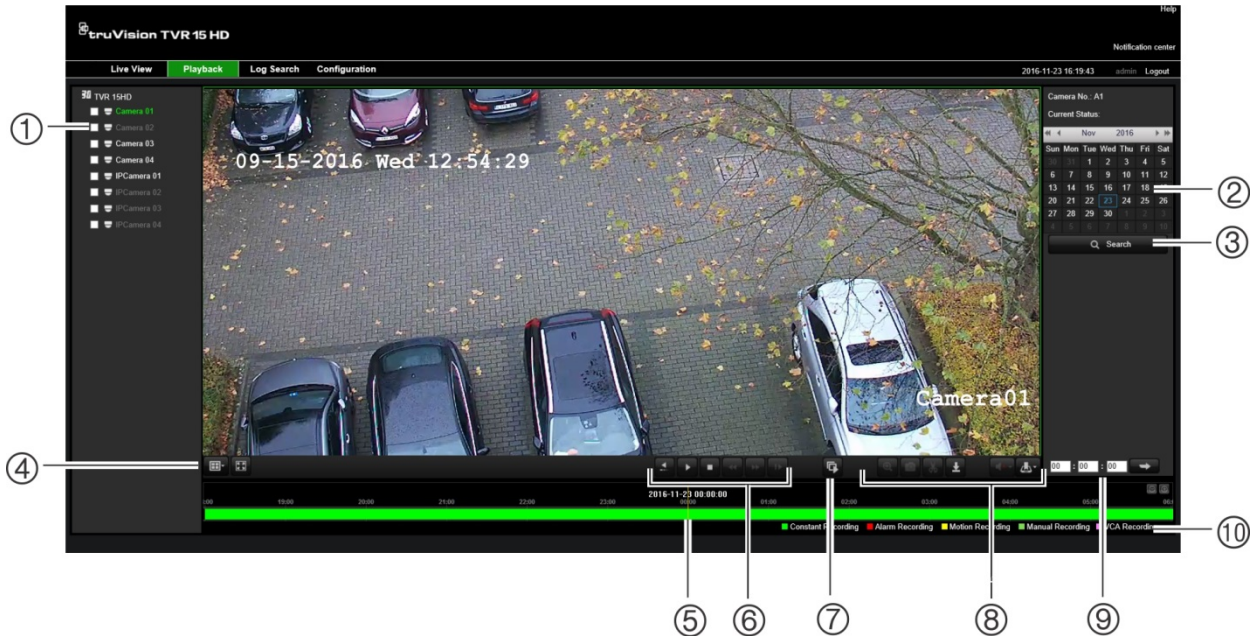 Help
truVision TVR 15 HD
Notification center
Live View Playback Log Search Configuration
2016-11-23 16:19:43 admin Logout
TVR 15HD
Camera 01
Camera 02
Camera 03
Camera 04
IPCamera 01
IPCamera 02
IPCamera 03
IPCamera 04
09-15-2016 Wed 12:54:29
Camera01
Camera No.: A1
Current Status:
Nov 2016
Sun Mon Tue Wed Thu Fri Sat
30 31 1 2 3 4 5
6 7 8 9 10 11 12
13 14 15 16 17 18
20 21 22 23 24 25 26
27 28 29 30 1 2 3
4 5 6 7 8 9 10
Search
00 : 00 : 00
2016-11-23 00:00:00
19:00 20:00 21:00 22:00 23:00 00:00 01:00 02:00 03:00 04:00 05:00
Constant Recording Alarm Recording Motion Recording Manual Recording VCA Recording
1
2
3
4
5
6
7
8
9
10